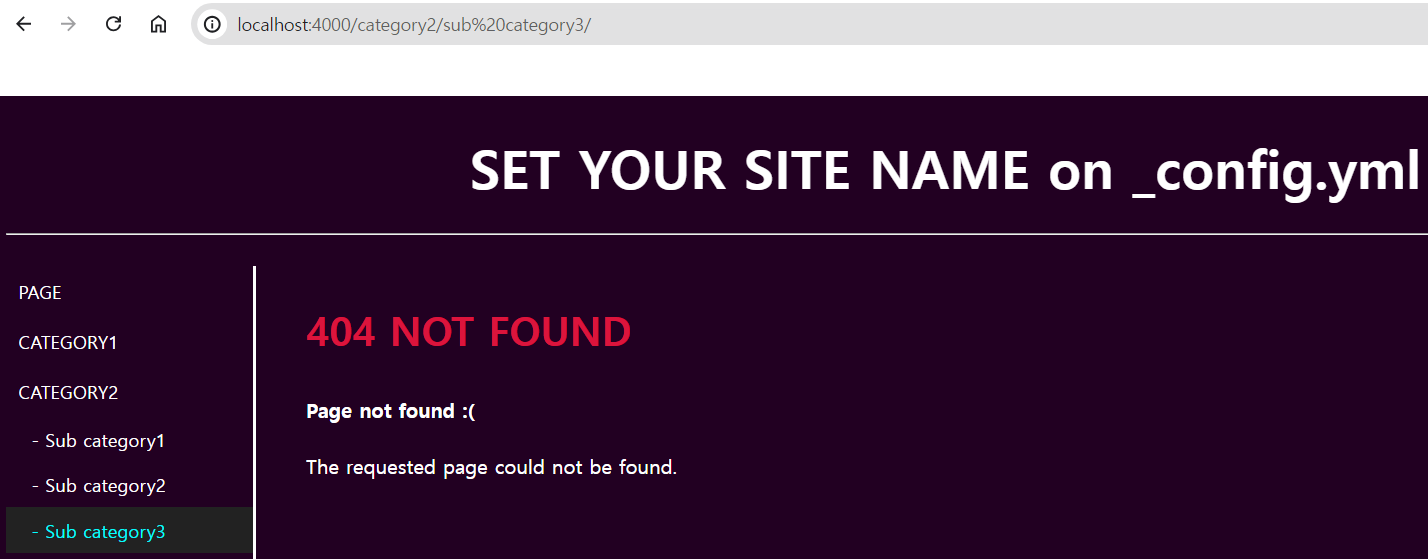 localhost:4000/category2/sub%20category3/
SET YOUR SITE NAME on _config.yml
PAGE
CATEGORY1
CATEGORY2
- Sub category1
- Sub category2
- Sub category3
404 NOT FOUND
Page not found :(
The requested page could not be found.